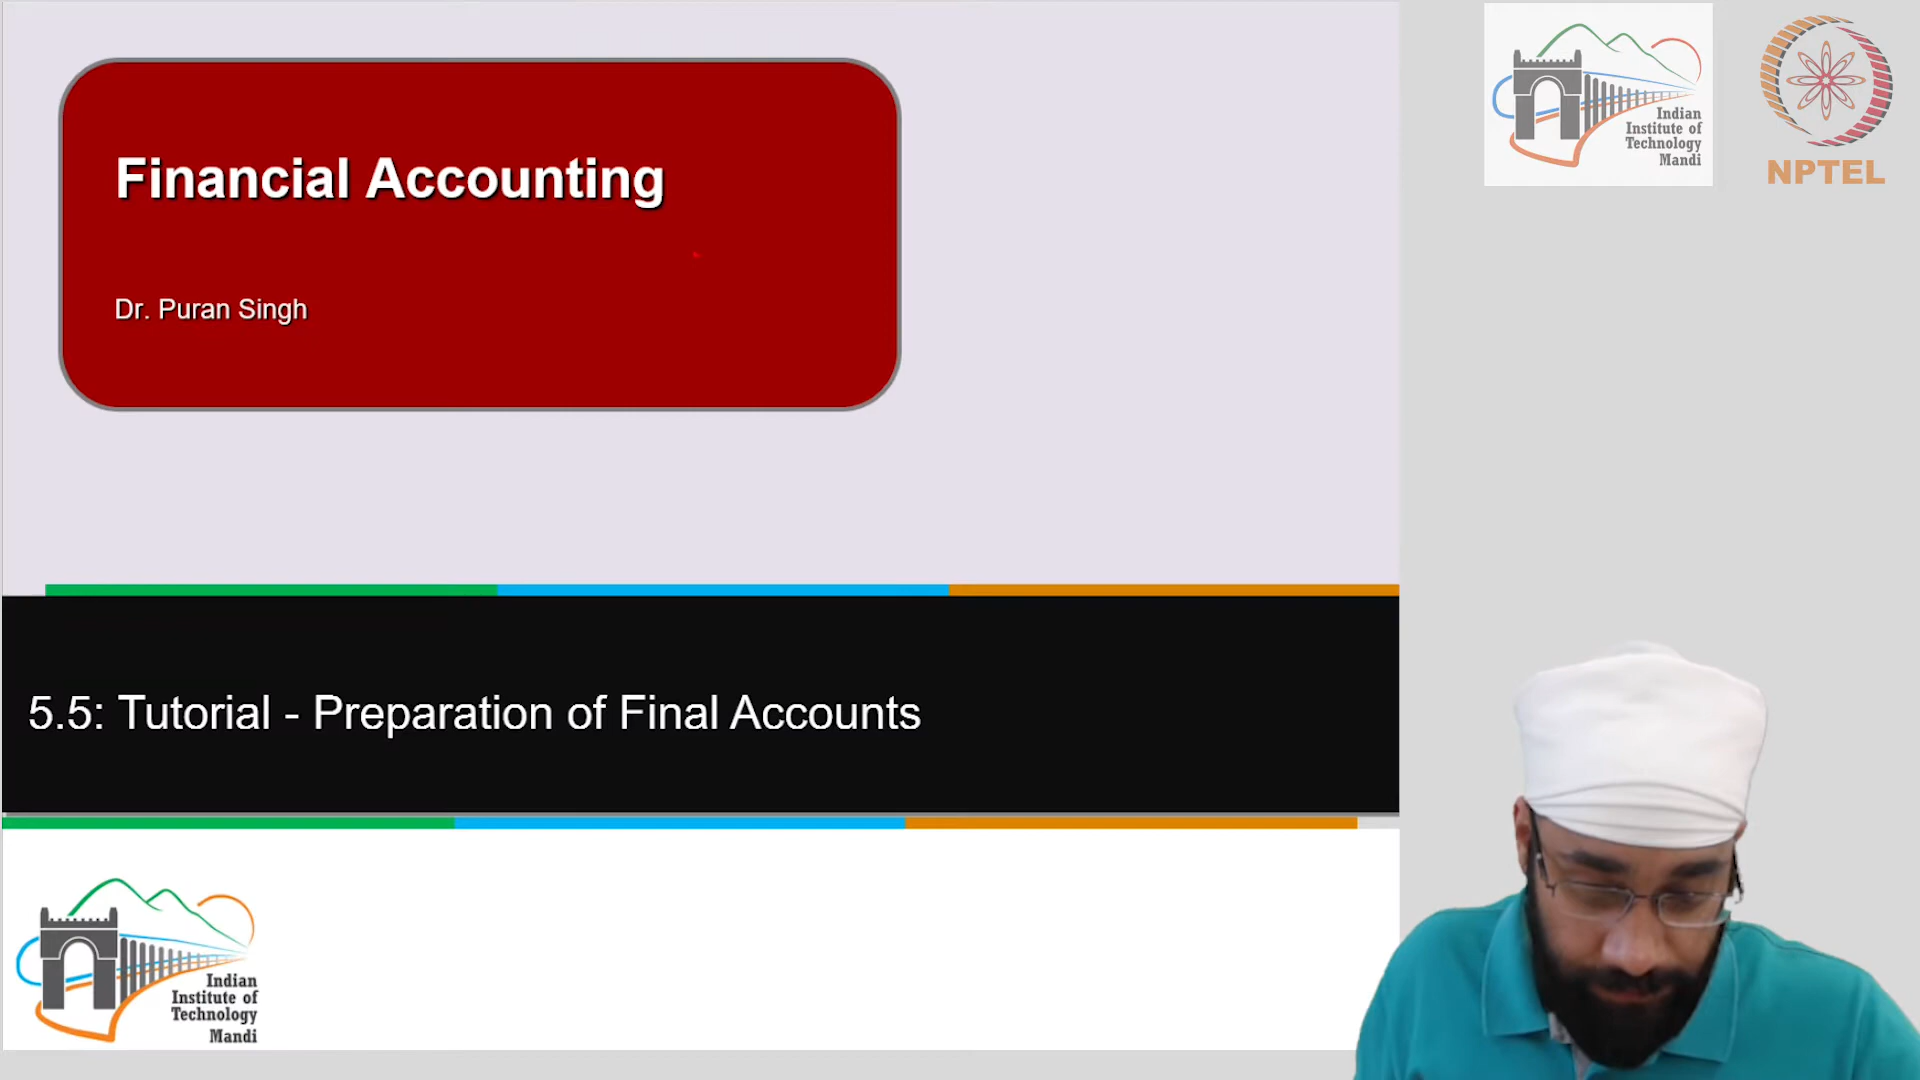 Financial Accounting
Dr. Puran Singh
5.5: Tutorial - Preparation of Final Accounts
Indian
Institute of
Technology
Mandi
Indian
Institute of
Technology
Mandi
NPTEL